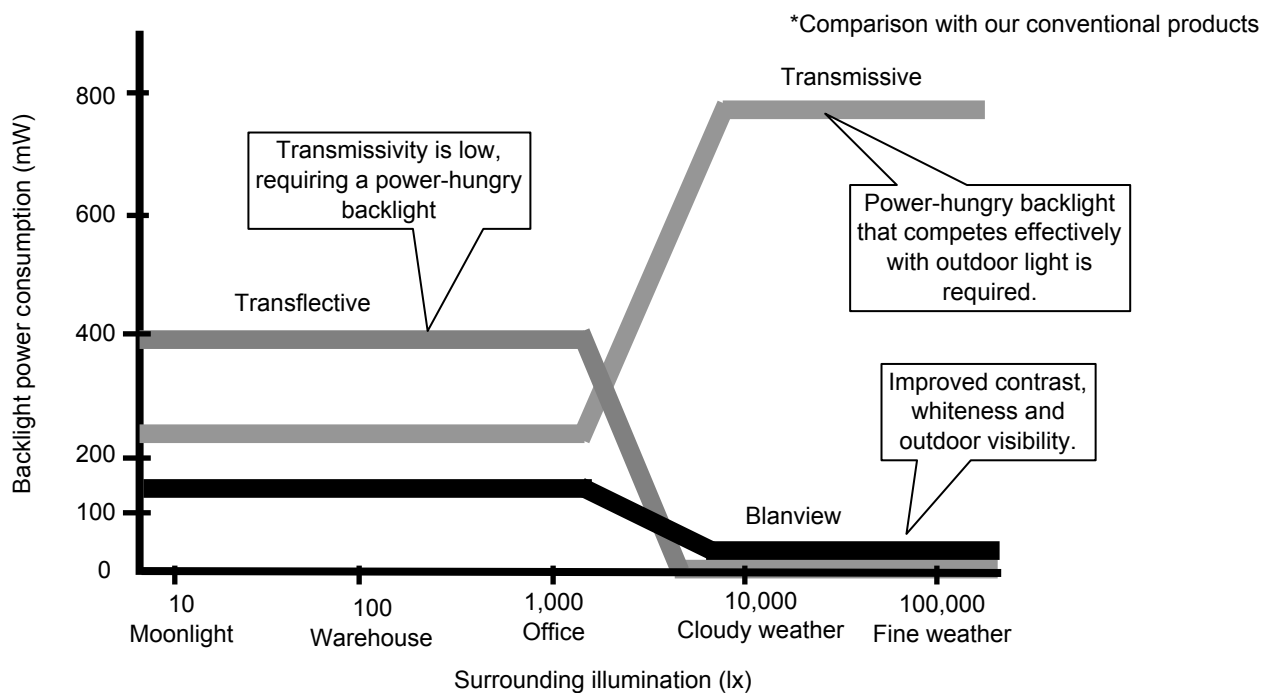 *Comparison with our conventional products
Transmissive
800
Transmissivity is low,
requiring a power-hungry
backlight
Power-hungry backlight
that competes effectively
with outdoor light is
required.
600
Transflective
400
Improved contrast,
whiteness and
outdoor visibility.
200
Blanview
100
0
Backlight power consumption (mW)
10
100
1,000
10,000
100,000
Moonlight
Warehouse
Office
Cloudy weather
Fine weather
Surrounding illumination (lx)